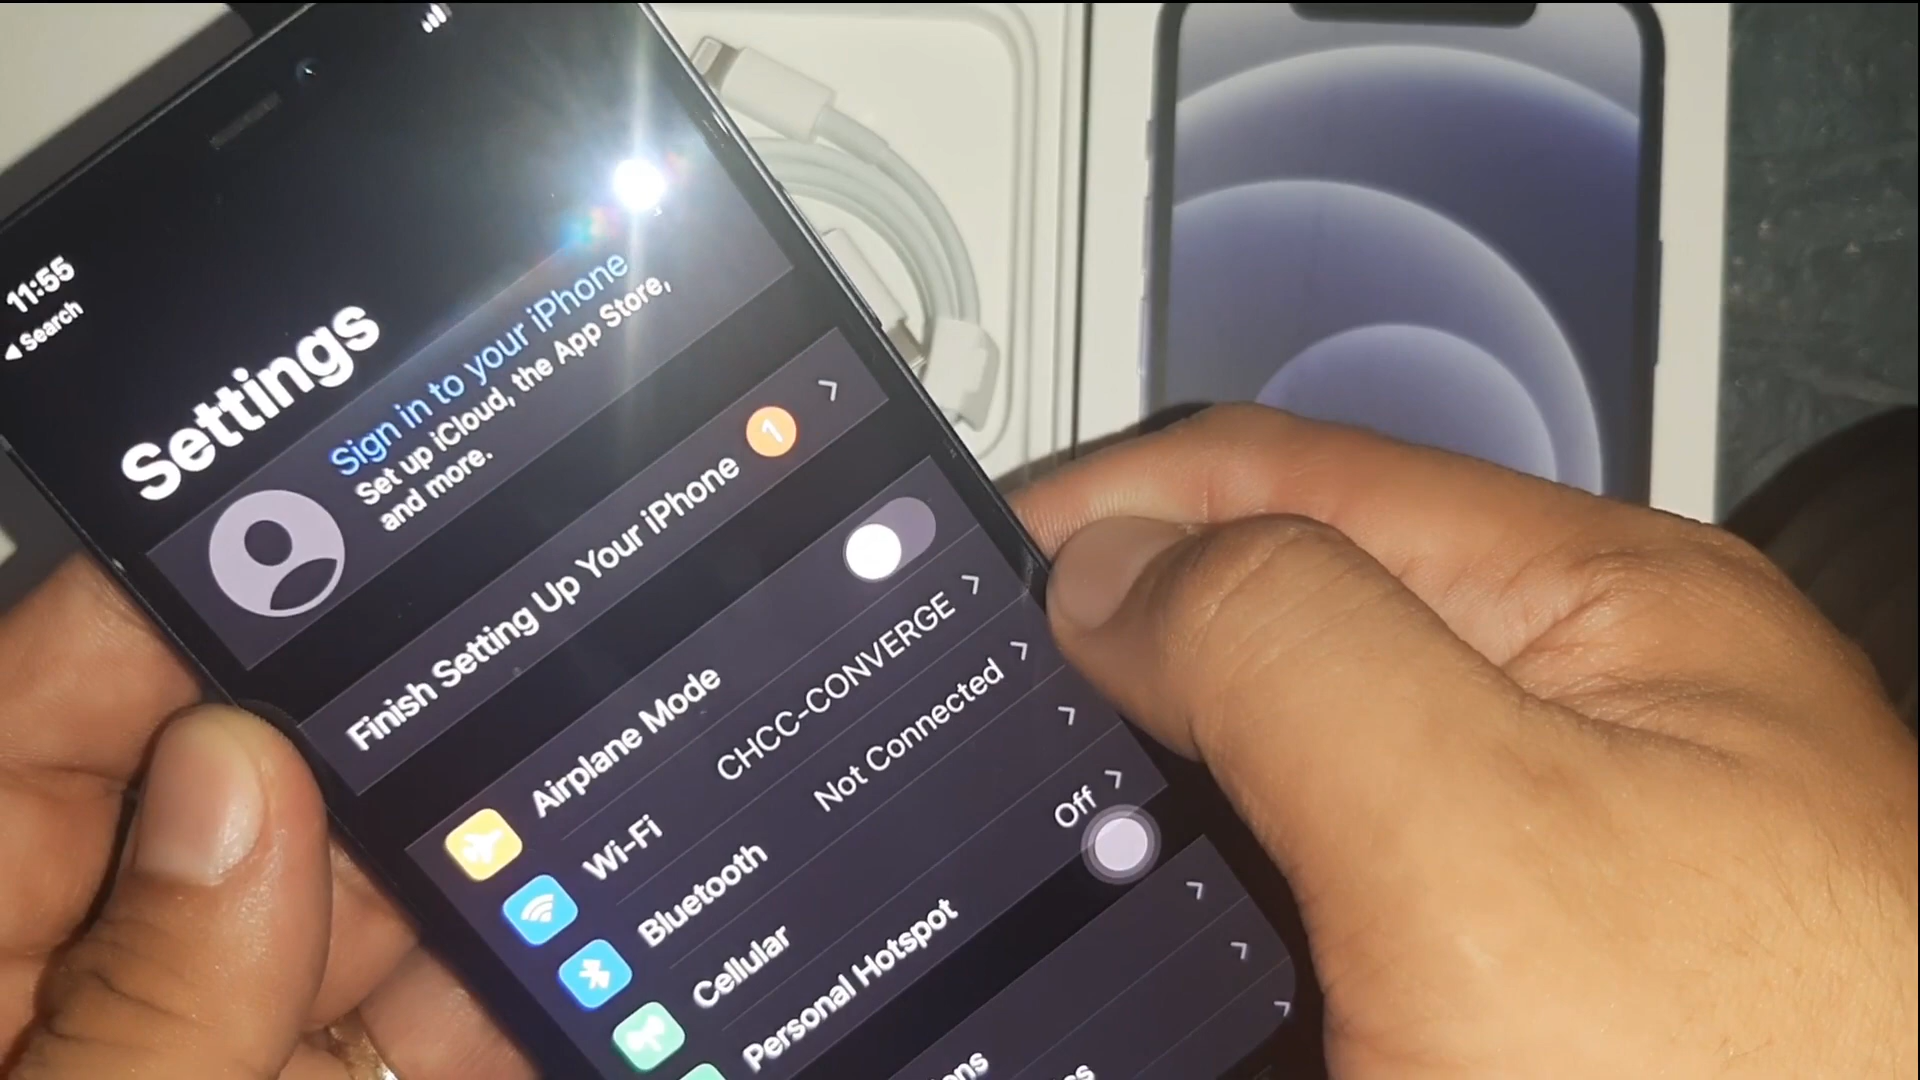 11:55
◀ Search
Settings
Sign in to your iPhone
Set up iCloud, the App Store,
and more.
Finish Setting Up Your iPhone 1
Airplane Mode
Wi-Fi CHCC-CONVERGE
Bluetooth Not Connected
Cellular
Personal Hotspot Off